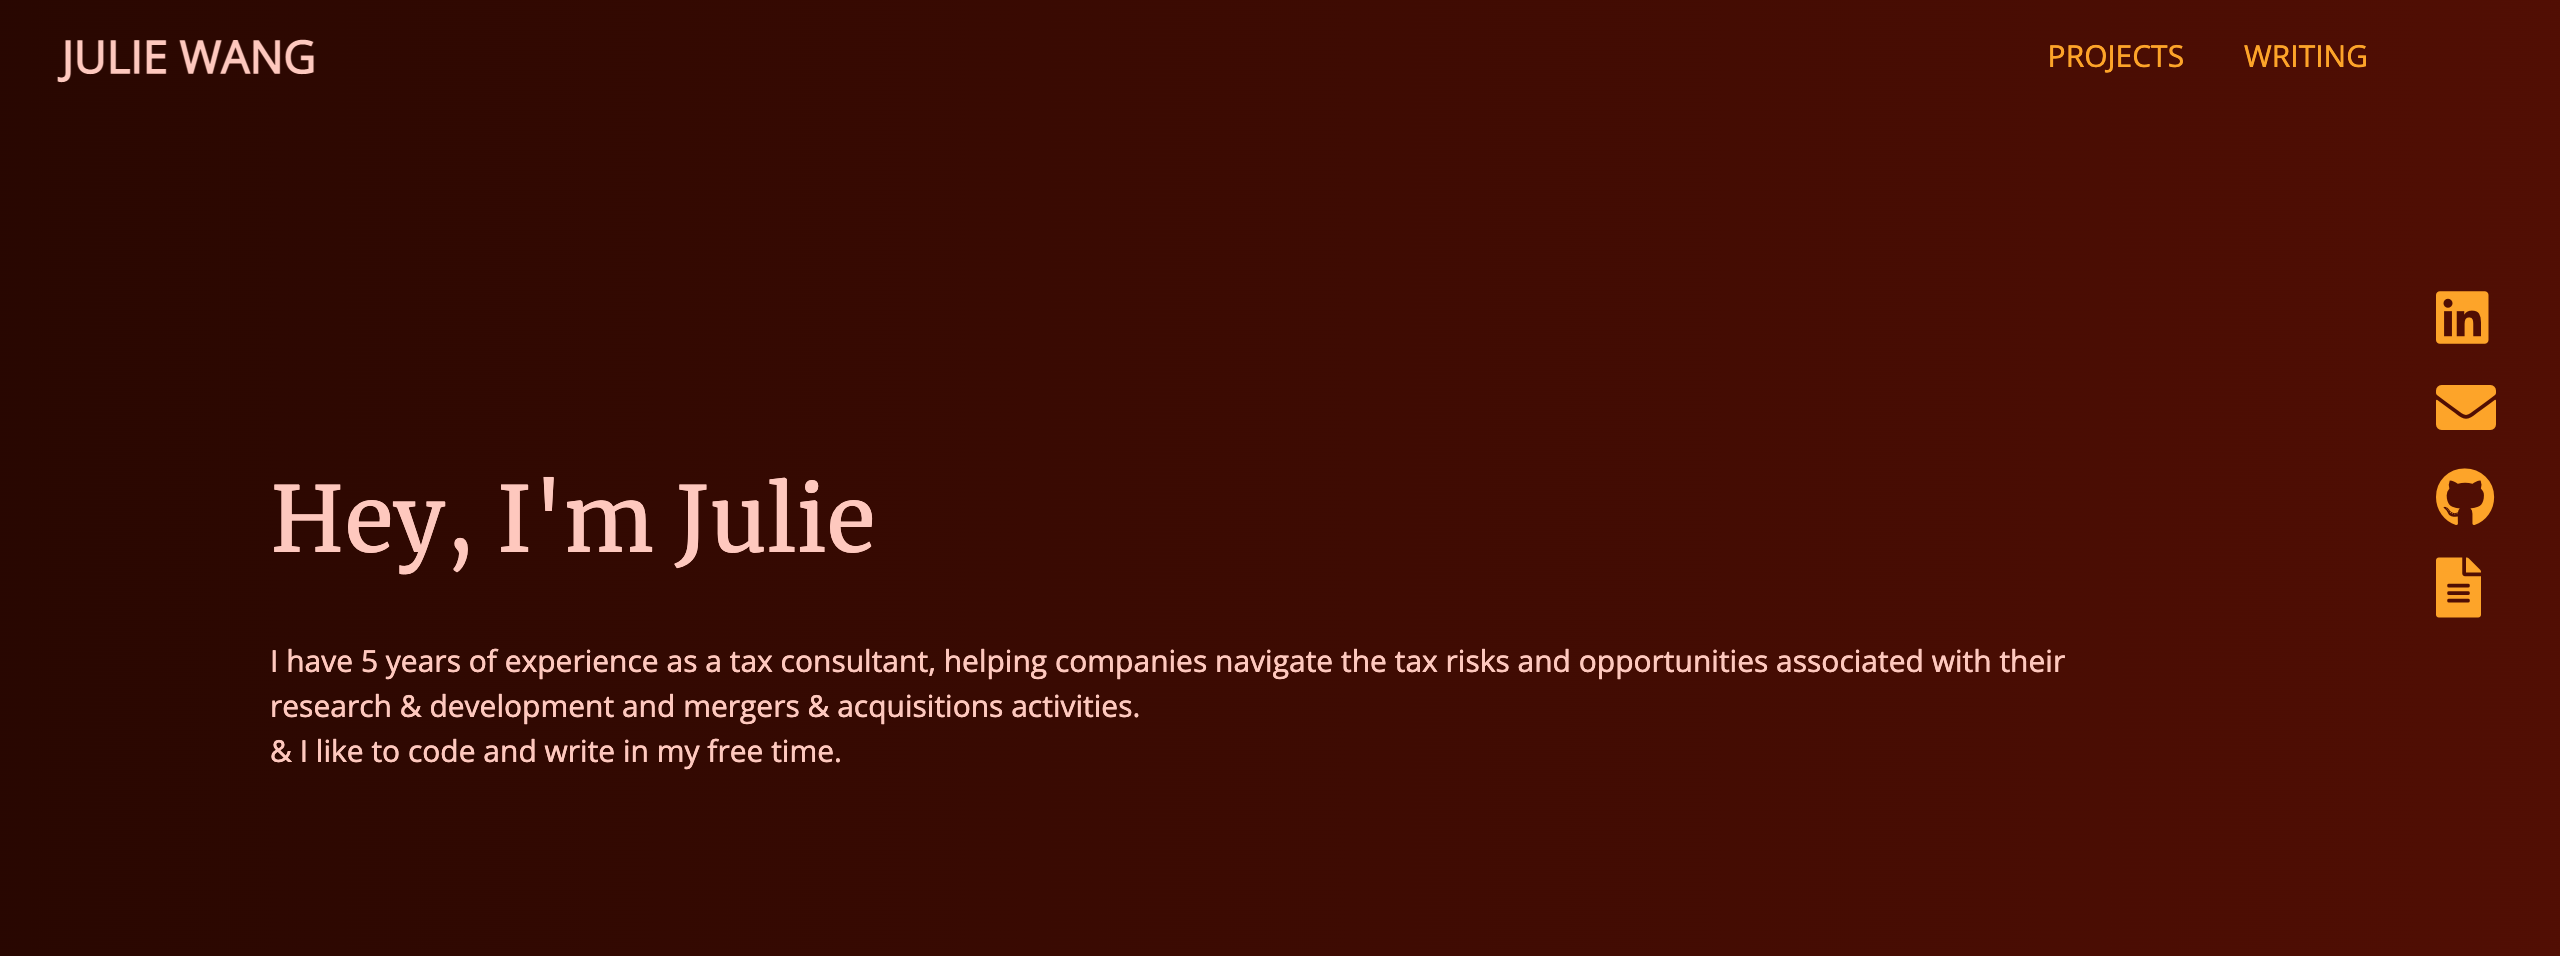 JULIE WANG
PROJECTS WRITING
Hey, I'm Julie
I have 5 years of experience as a tax consultant, helping companies navigate the tax risks and opportunities associated with their
research & development and mergers & acquisitions activities.
& I like to code and write in my free time.
in